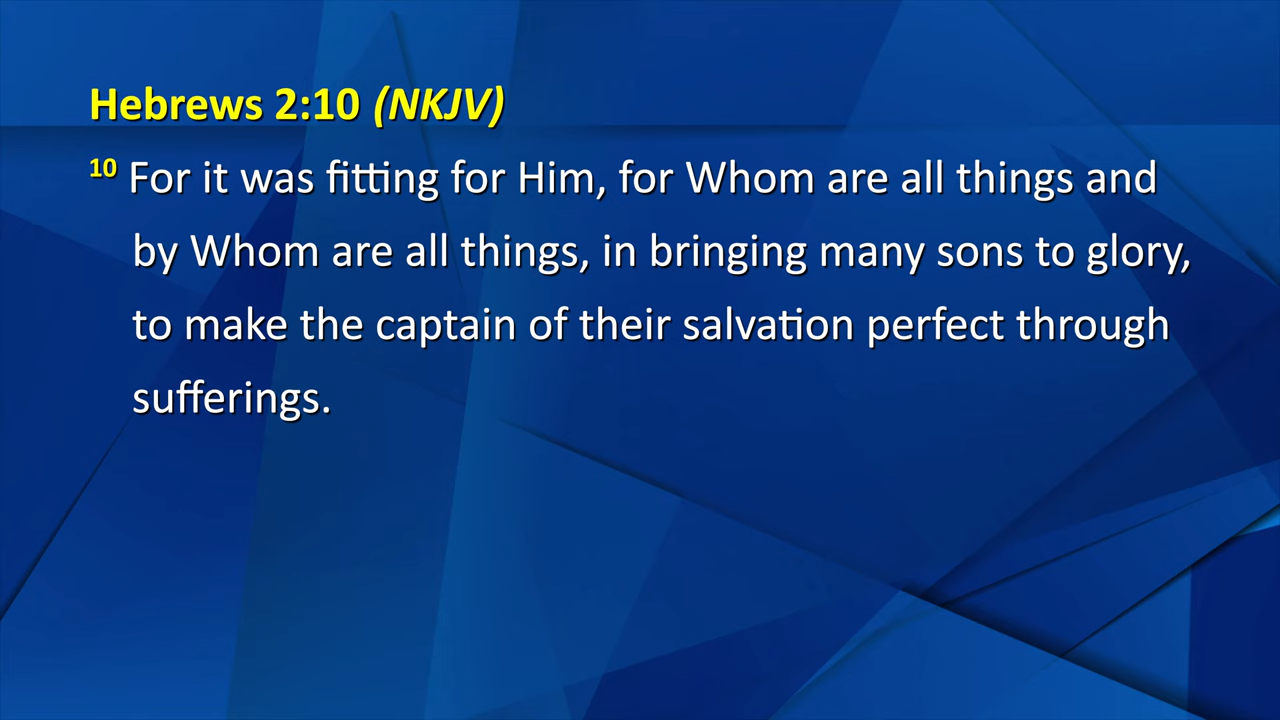 Hebrews 2:10 (NKJV)
10 For it was fitting for Him, for Whom are all things and
by Whom are all things, in bringing many sons to glory,
to make the captain of their salvation perfect through
sufferings.